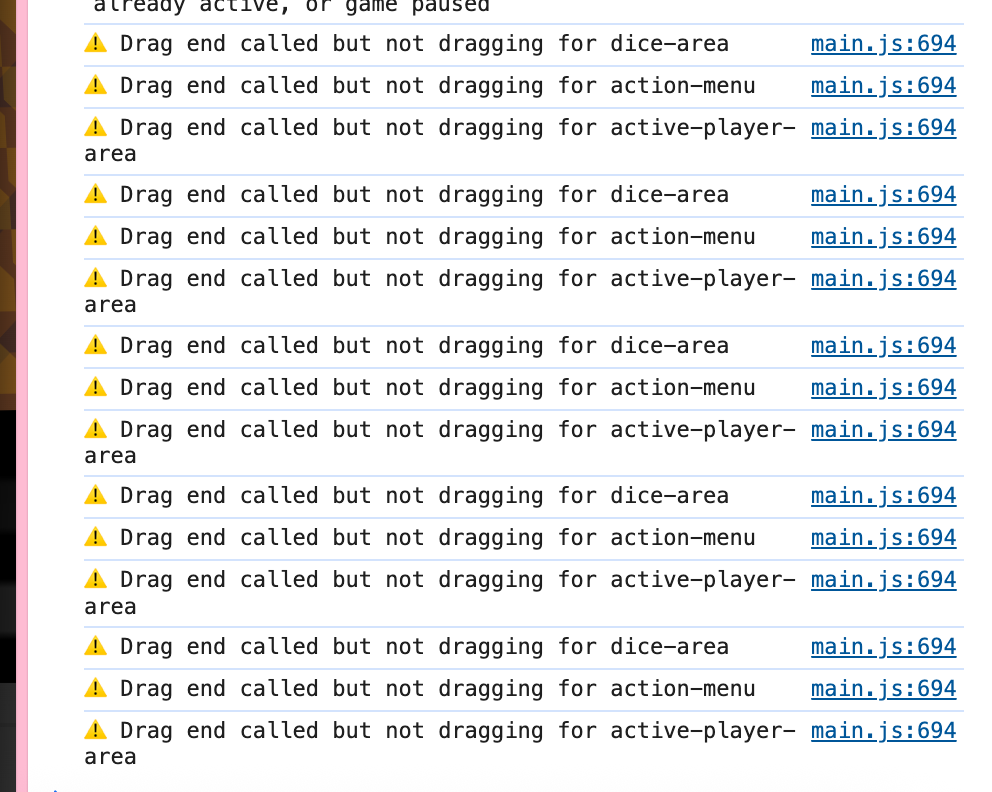 already active, or game paused
Drag end called but not dragging for dice-area main.js:694
Drag end called but not dragging for action-menu main.js:694
Drag end called but not dragging for active-player- main.js:694
area
Drag end called but not dragging for dice-area main.js:694
Drag end called but not dragging for action-menu main.js:694
Drag end called but not dragging for active-player- main.js:694
area
Drag end called but not dragging for dice-area main.js:694
Drag end called but not dragging for action-menu main.js:694
Drag end called but not dragging for active-player- main.js:694
area
Drag end called but not dragging for dice-area main.js:694
Drag end called but not dragging for action-menu main.js:694
Drag end called but not dragging for active-player- main.js:694
area
Drag end called but not dragging for dice-area main.js:694
Drag end called but not dragging for action-menu main.js:694
Drag end called but not dragging for active-player- main.js:694
area